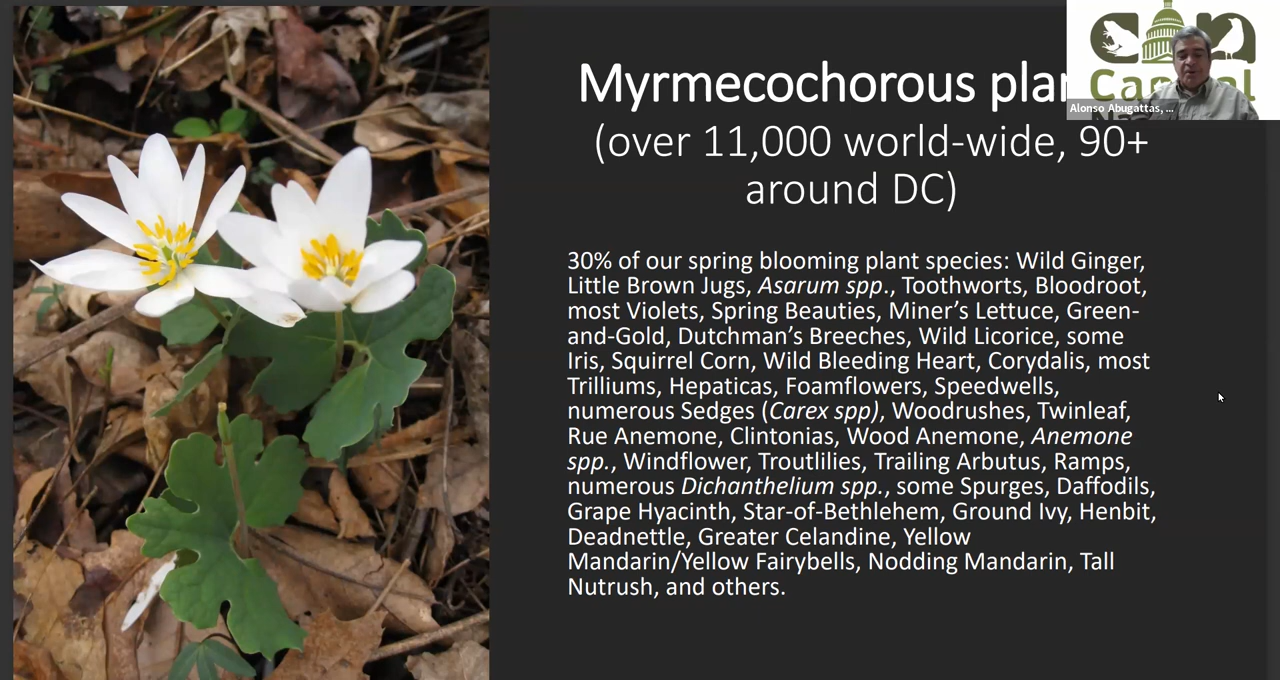 Myrmecochorous
(over 11,000 world-wide, 90+
around DC)
Alonso Abugattas, ...
30% of our spring blooming plant species: Wild Ginger,
Little Brown Jugs, Asarum spp., Toothworts, Bloodroot,
most Violets, Spring Beauties, Miner’s Lettuce, Green-
and-Gold, Dutchman’s Breeches, Wild Licorice, some
Iris, Squirrel Corn, Wild Bleeding Heart, Corydalis, most
Trilliums, Hepaticas, Foamflowers, Speedwells,
numerous Sedges (Carex spp), Woodrushes, Twinleaf,
Rue Anemone, Clintonias, Wood Anemone, Anemone
spp., Windflower, Troutlilies, Trailing Arbutus, Ramps,
numerous Dichanthelium spp., some Spurges, Daffodils,
Grape Hyacinth, Star-of-Bethlehem, Ground Ivy, Henbit,
Deadnettle, Greater Celandine, Yellow
Mandarin/Yellow Fairybells, Nodding Mandarin, Tall
Nutrush, and others.